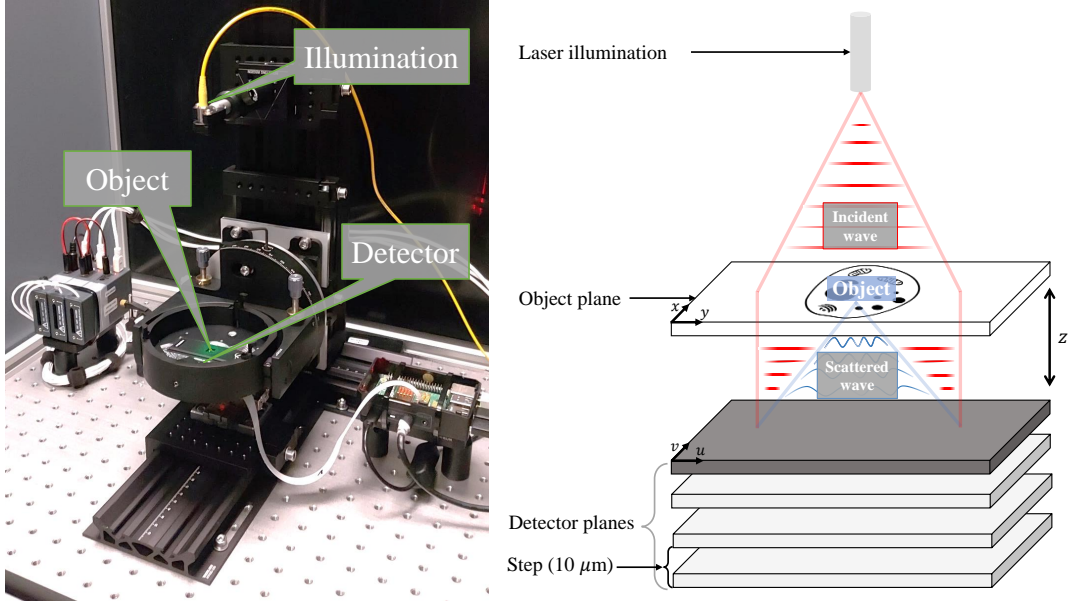 Illumination
Object
Detector
Laser illumination
Incident
wave
Object plane
Object
x
y
z
Scattered
wave
v
u
Detector planes
Step (10 μm)